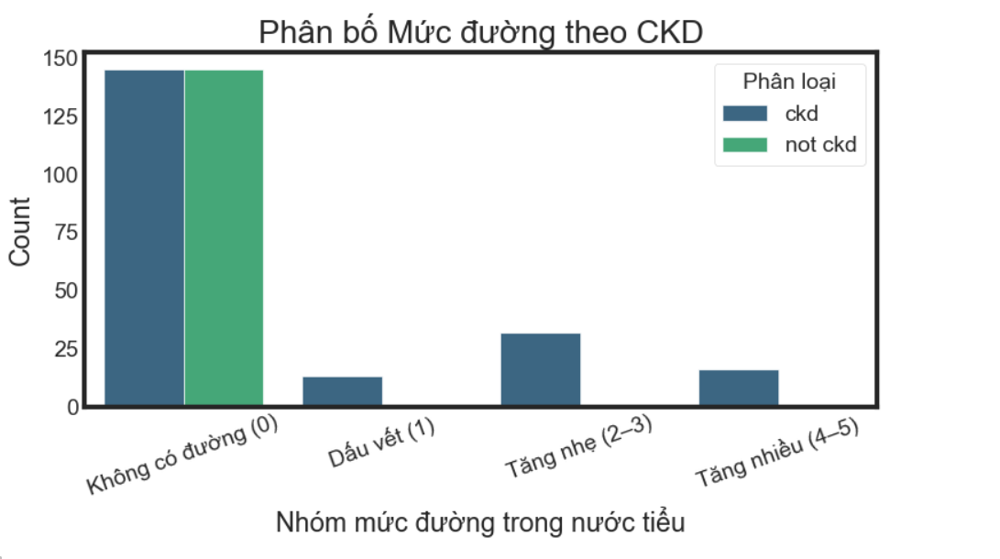 Phân bố Mức đường theo CKD
150
125
100
75
50
25
0
Count
Phân loại
ckd
not ckd
Không có đường (0)
Dấu vết (1)
Tăng nhẹ (2–3)
Tăng nhiều (4–5)
Nhóm mức đường trong nước tiểu